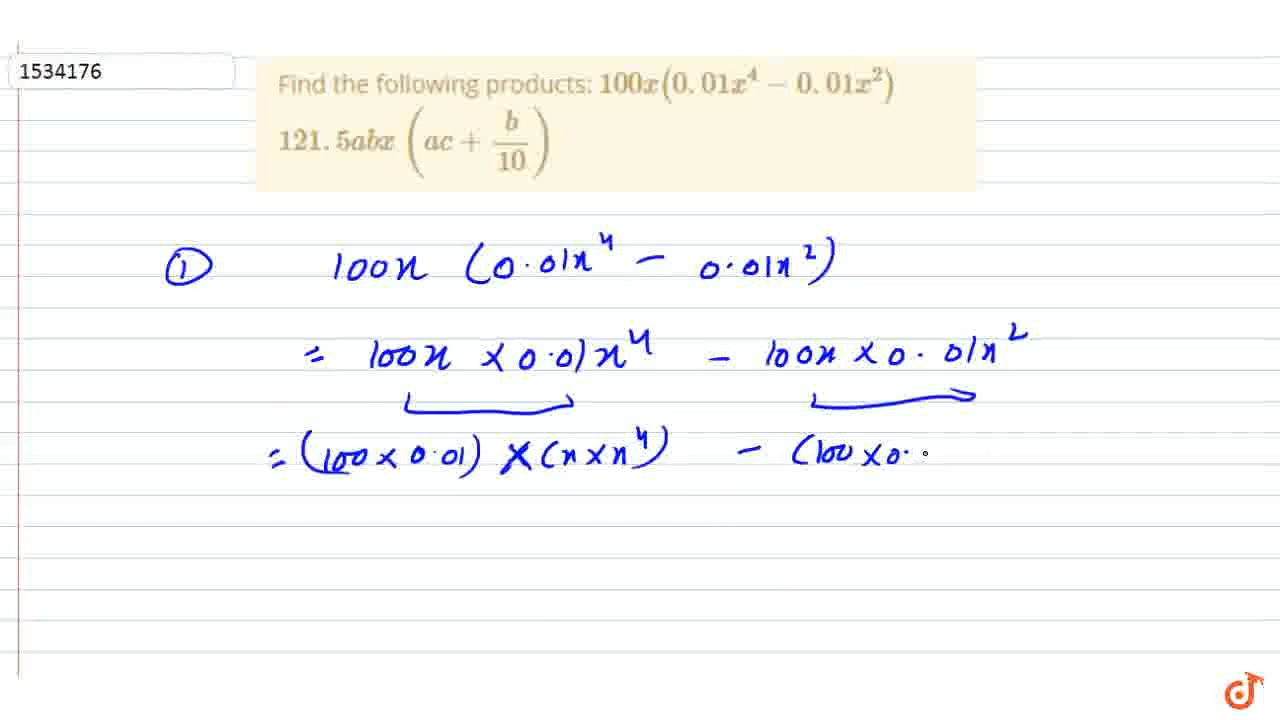 1534176
Find the following products: 100x(0.01x⁴ − 0.01x²)
121.5abx (ac + b/10)
① 100x (0.01x⁴ − 0.01x²)
= 100x × 0.01x⁴ − 100x × 0.01x²
= (100 × 0.01) × (x × x⁴) − (100 × 0.